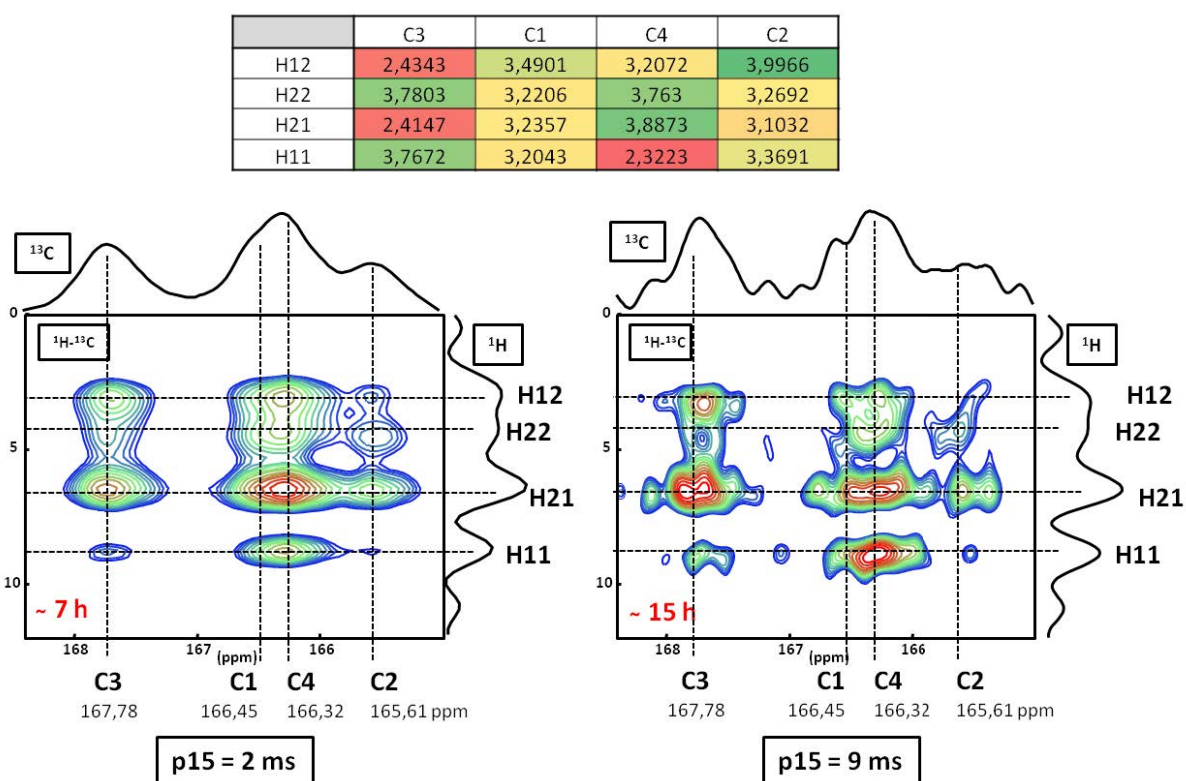 C3 C1 C4 C2
H12 2,4343 3,4901 3,2072 3,9966
H22 3,7803 3,2206 3,763 3,2692
H21 2,4147 3,2357 3,8873 3,1032
H11 3,7672 3,2043 2,3223 3,3691
¹³C
0
¹H-¹³C
¹H
H12
H22
5
H21
H11
10
~ 7 h
168 167 166
(ppm)
C3 C1 C4 C2
167,78 166,45 166,32 165,61 ppm
p15 = 2 ms
¹³C
0
¹H-¹³C
¹H
H12
H22
5
H21
H11
10
~ 15 h
168 167 166
(ppm)
C3 C1 C4 C2
167,78 166,45 166,32 165,61 ppm
p15 = 9 ms